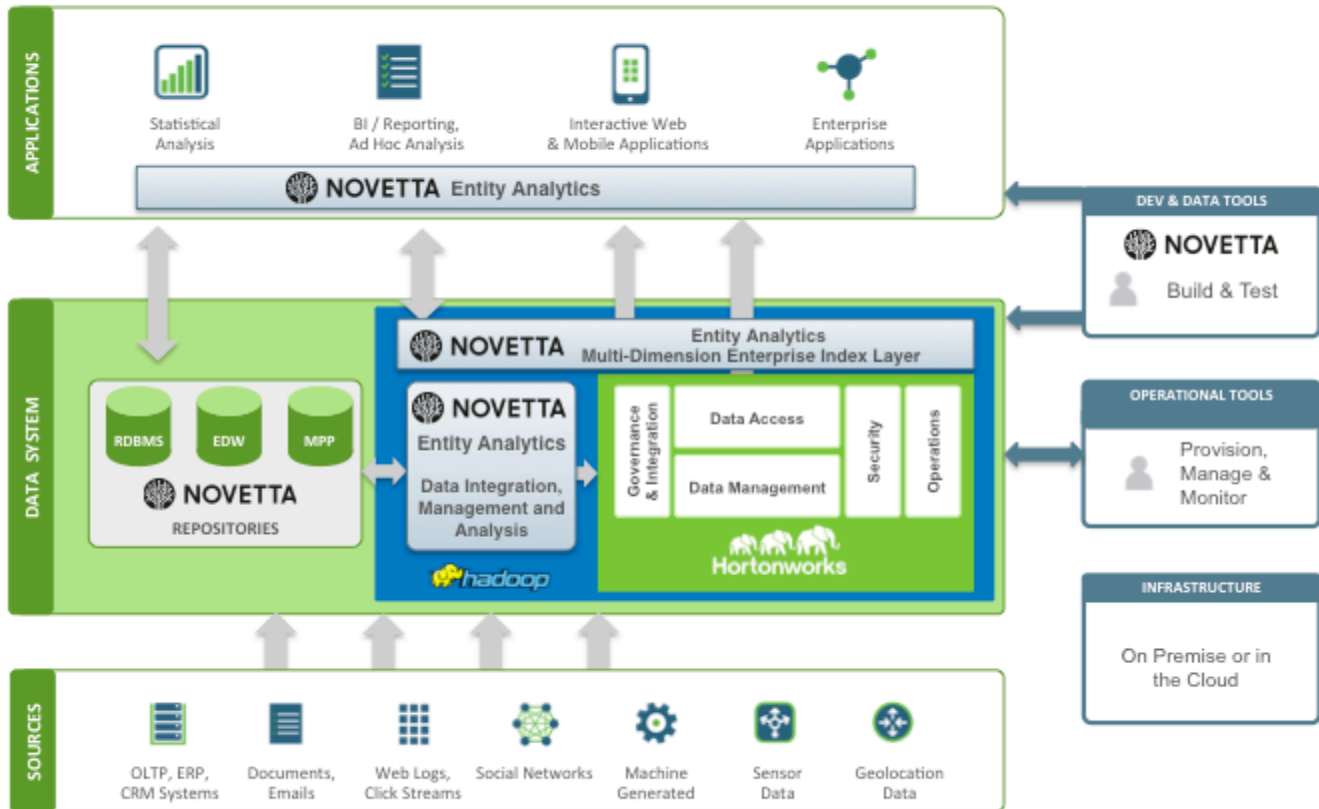 APPLICATIONS
Statistical
Analysis
BI / Reporting,
Ad Hoc Analysis
Interactive Web
& Mobile Applications
Enterprise
Applications
NOVETTA Entity Analytics
DEV & DATA TOOLS
NOVETTA
Build & Test
DATA SYSTEM
NOVETTA
Entity Analytics
Multi-Dimension Enterprise Index Layer
RDBMS
EDW
MPP
NOVETTA
REPOSITORIES
NOVETTA
Entity Analytics
Data Integration,
Management and
Analysis
hadoop
Governance
& Integration
Data Access
Data Management
Security
Operations
Hortonworks
OPERATIONAL TOOLS
Provision,
Manage &
Monitor
INFRASTRUCTURE
On Premise or in
the Cloud
SOURCES
OLTP, ERP,
CRM Systems
Documents,
Emails
Web Logs,
Click Streams
Social Networks
Machine
Generated
Sensor
Data
Geolocation
Data